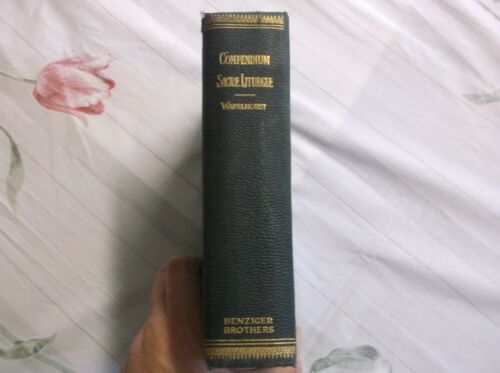 COMPENDIUM
SACRÆ LITURGIÆ
WAPELHORST
BENZIGER
BROTHERS